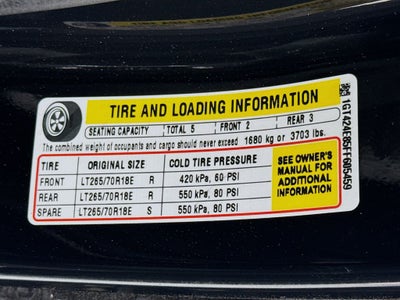 TIRE AND LOADING INFORMATION
SEATING CAPACITY TOTAL 5 FRONT 2 REAR 3
The combined weight of occupants and cargo should never exceed 1680 kg or 3703 lbs.
TIRE ORIGINAL SIZE COLD TIRE PRESSURE
FRONT LT265/70R18E R 420 kPa, 60 PSI
REAR LT265/70R18E R 550 kPa, 80 PSI
SPARE LT265/70R18E S 550 kPa, 80 PSI
SEE OWNER'S
MANUAL FOR
ADDITIONAL
INFORMATION